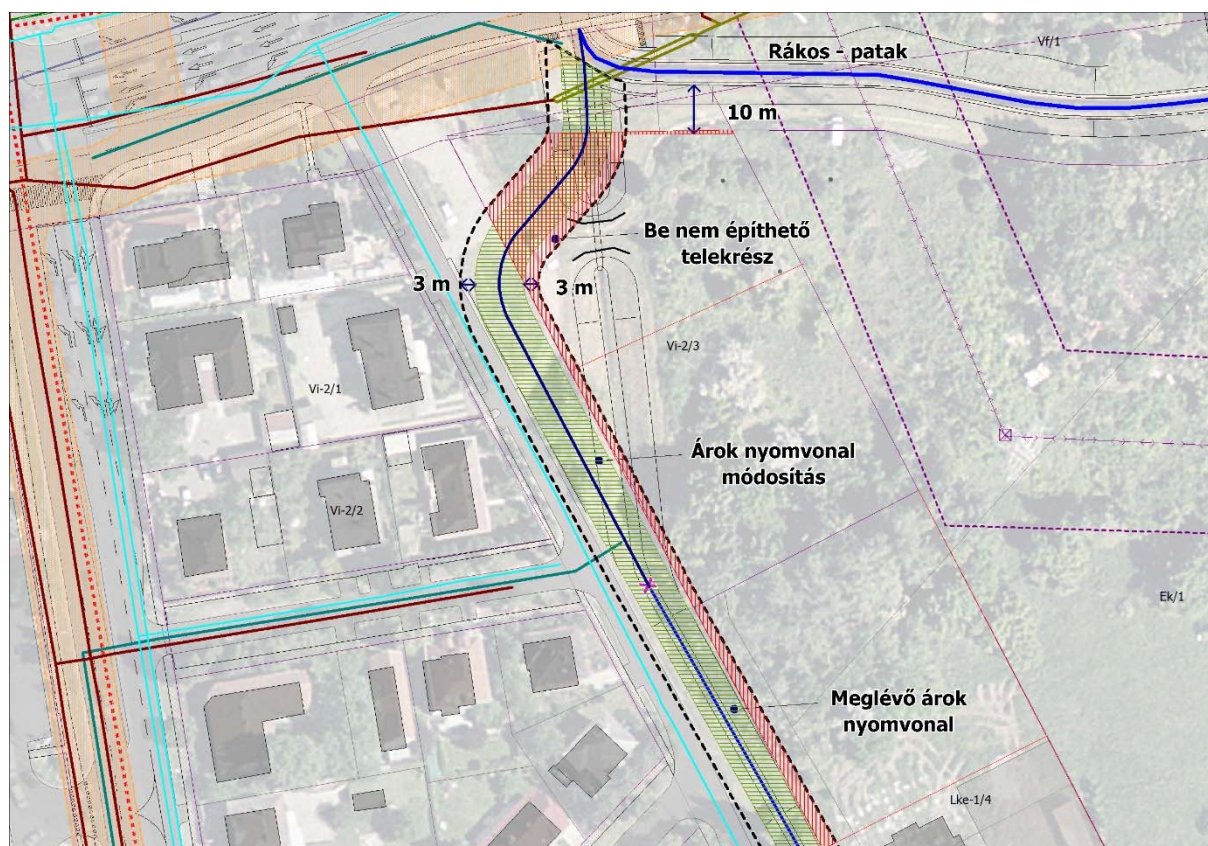 Rákos - patak
Vf/1
10 m
Be nem építhető
telekrész
3 m
3 m
Vi-2/3
Vi-2/1
Árok nyomvonal
módosítás
Vi-2/2
Ek/1
Meglévő árok
nyomvonal
Lke-1/4